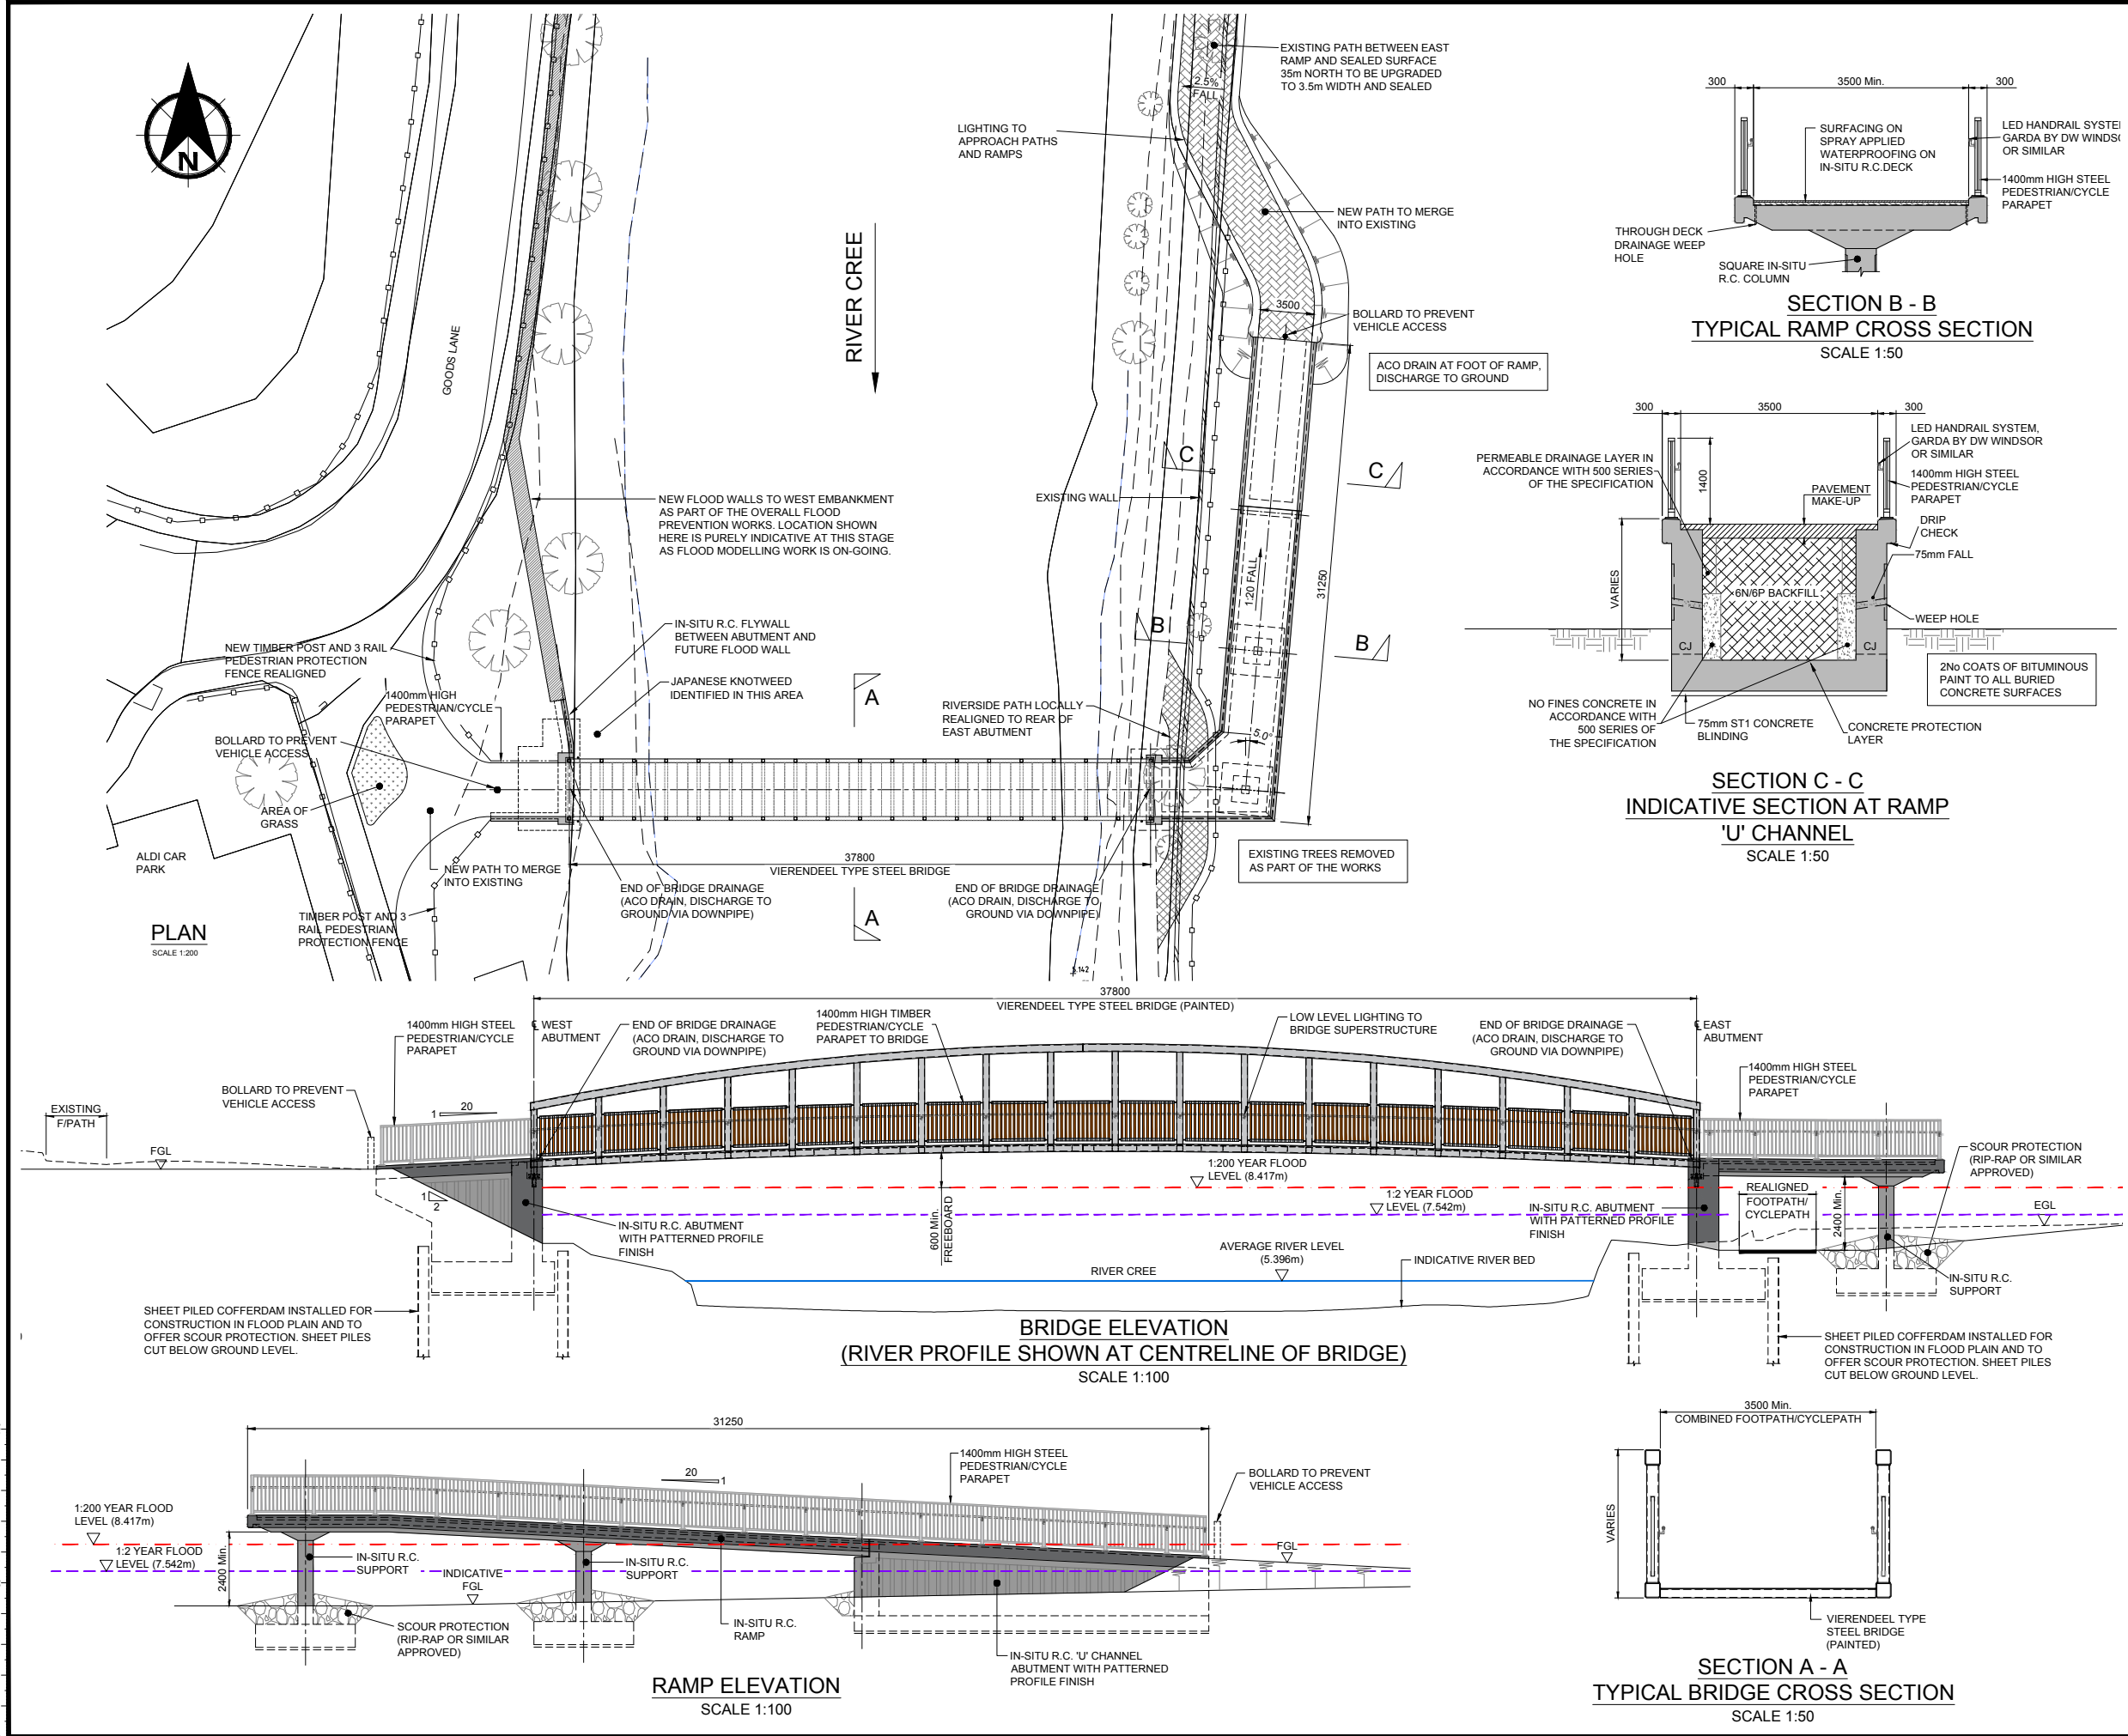 N
GOODS LANE
RIVER CREE
LIGHTING TO
APPROACH PATHS
AND RAMPS
2.5%
FALL
EXISTING PATH BETWEEN EAST
RAMP AND SEALED SURFACE
35m NORTH TO BE UPGRADED
TO 3.5m WIDTH AND SEALED
NEW PATH TO MERGE
INTO EXISTING
3500
BOLLARD TO PREVENT
VEHICLE ACCESS
ACO DRAIN AT FOOT OF RAMP,
DISCHARGE TO GROUND
C
C
EXISTING WALL
1:20 FALL
31250
B
B
NEW FLOOD WALLS TO WEST EMBANKMENT
AS PART OF THE OVERALL FLOOD
PREVENTION WORKS. LOCATION SHOWN
HERE IS PURELY INDICATIVE AT THIS STAGE
AS FLOOD MODELLING WORK IS ON-GOING.
IN-SITU R.C. FLYWALL
BETWEEN ABUTMENT AND
FUTURE FLOOD WALL
JAPANESE KNOTWEED
IDENTIFIED IN THIS AREA
NEW TIMBER POST AND 3 RAIL
PEDESTRIAN PROTECTION
FENCE REALIGNED
1400mm HIGH
PEDESTRIAN/CYCLE
PARAPET
BOLLARD TO PREVENT
VEHICLE ACCESS
AREA OF
GRASS
ALDI CAR
PARK
NEW PATH TO MERGE
INTO EXISTING
TIMBER POST AND 3
RAIL PEDESTRIAN
PROTECTION FENCE
A
A
RIVERSIDE PATH LOCALLY
REALIGNED TO REAR OF
EAST ABUTMENT
5.0°
37800
VIERENDEEL TYPE STEEL BRIDGE
END OF BRIDGE DRAINAGE
(ACO DRAIN, DISCHARGE TO
GROUND VIA DOWNPIPE)
END OF BRIDGE DRAINAGE
(ACO DRAIN, DISCHARGE TO
GROUND VIA DOWNPIPE)
EXISTING TREES REMOVED
AS PART OF THE WORKS
5.142
PLAN
SCALE 1:200
300
3500 Min.
300
SURFACING ON
SPRAY APPLIED
WATERPROOFING ON
IN-SITU R.C.DECK
LED HANDRAIL SYSTE
GARDA BY DW WINDS
OR SIMILAR
1400mm HIGH STEEL
PEDESTRIAN/CYCLE
PARAPET
THROUGH DECK
DRAINAGE WEEP
HOLE
SQUARE IN-SITU
R.C. COLUMN
SECTION B - B
TYPICAL RAMP CROSS SECTION
SCALE 1:50
300
3500
300
LED HANDRAIL SYSTEM,
GARDA BY DW WINDSOR
OR SIMILAR
PERMEABLE DRAINAGE LAYER IN
ACCORDANCE WITH 500 SERIES
OF THE SPECIFICATION
1400
PAVEMENT
MAKE-UP
1400mm HIGH STEEL
PEDESTRIAN/CYCLE
PARAPET
DRIP
CHECK
75mm FALL
VARIES
6N/6P BACKFILL
WEEP HOLE
CJ
CJ
2No COATS OF BITUMINOUS
PAINT TO ALL BURIED
CONCRETE SURFACES
NO FINES CONCRETE IN
ACCORDANCE WITH
500 SERIES OF
THE SPECIFICATION
75mm ST1 CONCRETE
BLINDING
CONCRETE PROTECTION
LAYER
SECTION C - C
INDICATIVE SECTION AT RAMP
'U' CHANNEL
SCALE 1:50
37800
VIERENDEEL TYPE STEEL BRIDGE (PAINTED)
1400mm HIGH STEEL
PEDESTRIAN/CYCLE
PARAPET
℄ WEST
ABUTMENT
END OF BRIDGE DRAINAGE
(ACO DRAIN, DISCHARGE TO
GROUND VIA DOWNPIPE)
1400mm HIGH TIMBER
PEDESTRIAN/CYCLE
PARAPET TO BRIDGE
LOW LEVEL LIGHTING TO
BRIDGE SUPERSTRUCTURE
END OF BRIDGE DRAINAGE
(ACO DRAIN, DISCHARGE TO
GROUND VIA DOWNPIPE)
℄ EAST
ABUTMENT
1400mm HIGH STEEL
PEDESTRIAN/CYCLE
PARAPET
BOLLARD TO PREVENT
VEHICLE ACCESS
EXISTING
F/PATH
1
20
FGL
1
2
1:200 YEAR FLOOD
LEVEL (8.417m)
1:2 YEAR FLOOD
LEVEL (7.542m)
600 Min.
FREEBOARD
IN-SITU R.C. ABUTMENT
WITH PATTERNED PROFILE
FINISH
AVERAGE RIVER LEVEL
(5.396m)
RIVER CREE
INDICATIVE RIVER BED
IN-SITU R.C. ABUTMENT
WITH PATTERNED PROFILE
FINISH
REALIGNED
FOOTPATH/
CYCLEPATH
2400 Min.
SCOUR PROTECTION
(RIP-RAP OR SIMILAR
APPROVED)
EGL
IN-SITU R.C.
SUPPORT
SHEET PILED COFFERDAM INSTALLED FOR
CONSTRUCTION IN FLOOD PLAIN AND TO
OFFER SCOUR PROTECTION. SHEET PILES
CUT BELOW GROUND LEVEL.
SHEET PILED COFFERDAM INSTALLED FOR
CONSTRUCTION IN FLOOD PLAIN AND TO
OFFER SCOUR PROTECTION. SHEET PILES
CUT BELOW GROUND LEVEL.
BRIDGE ELEVATION
(RIVER PROFILE SHOWN AT CENTRELINE OF BRIDGE)
SCALE 1:100
31250
20
1
1400mm HIGH STEEL
PEDESTRIAN/CYCLE
PARAPET
BOLLARD TO PREVENT
VEHICLE ACCESS
1:200 YEAR FLOOD
LEVEL (8.417m)
1:2 YEAR FLOOD
LEVEL (7.542m)
2400 Min.
IN-SITU R.C.
SUPPORT
INDICATIVE
FGL
IN-SITU R.C.
SUPPORT
FGL
SCOUR PROTECTION
(RIP-RAP OR SIMILAR
APPROVED)
IN-SITU R.C.
RAMP
IN-SITU R.C. 'U' CHANNEL
ABUTMENT WITH PATTERNED
PROFILE FINISH
RAMP ELEVATION
SCALE 1:100
3500 Min.
COMBINED FOOTPATH/CYCLEPATH
VARIES
VIERENDEEL TYPE
STEEL BRIDGE
(PAINTED)
SECTION A - A
TYPICAL BRIDGE CROSS SECTION
SCALE 1:50